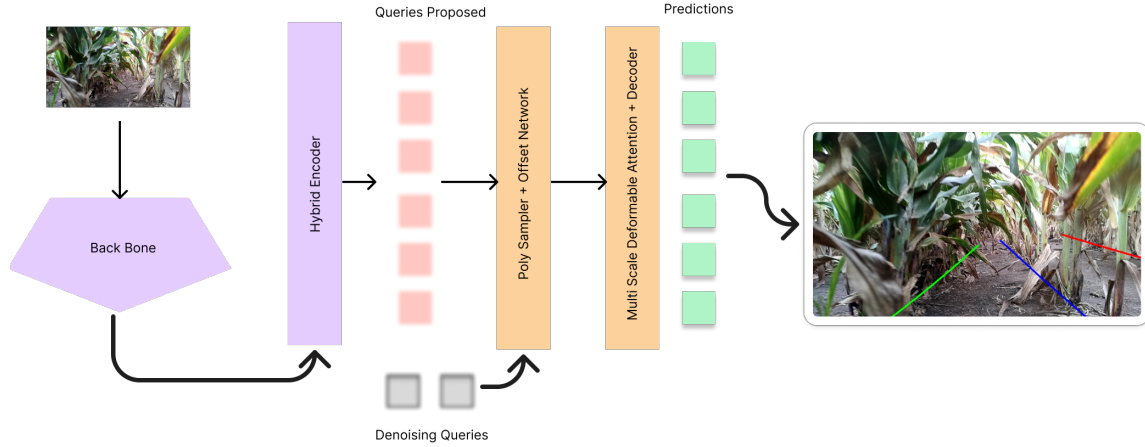 Queries Proposed
Predictions
Back Bone
Hybrid Encoder
Poly Sampler + Offset Network
Multi Scale Deformable Attention + Decoder
Denoising Queries